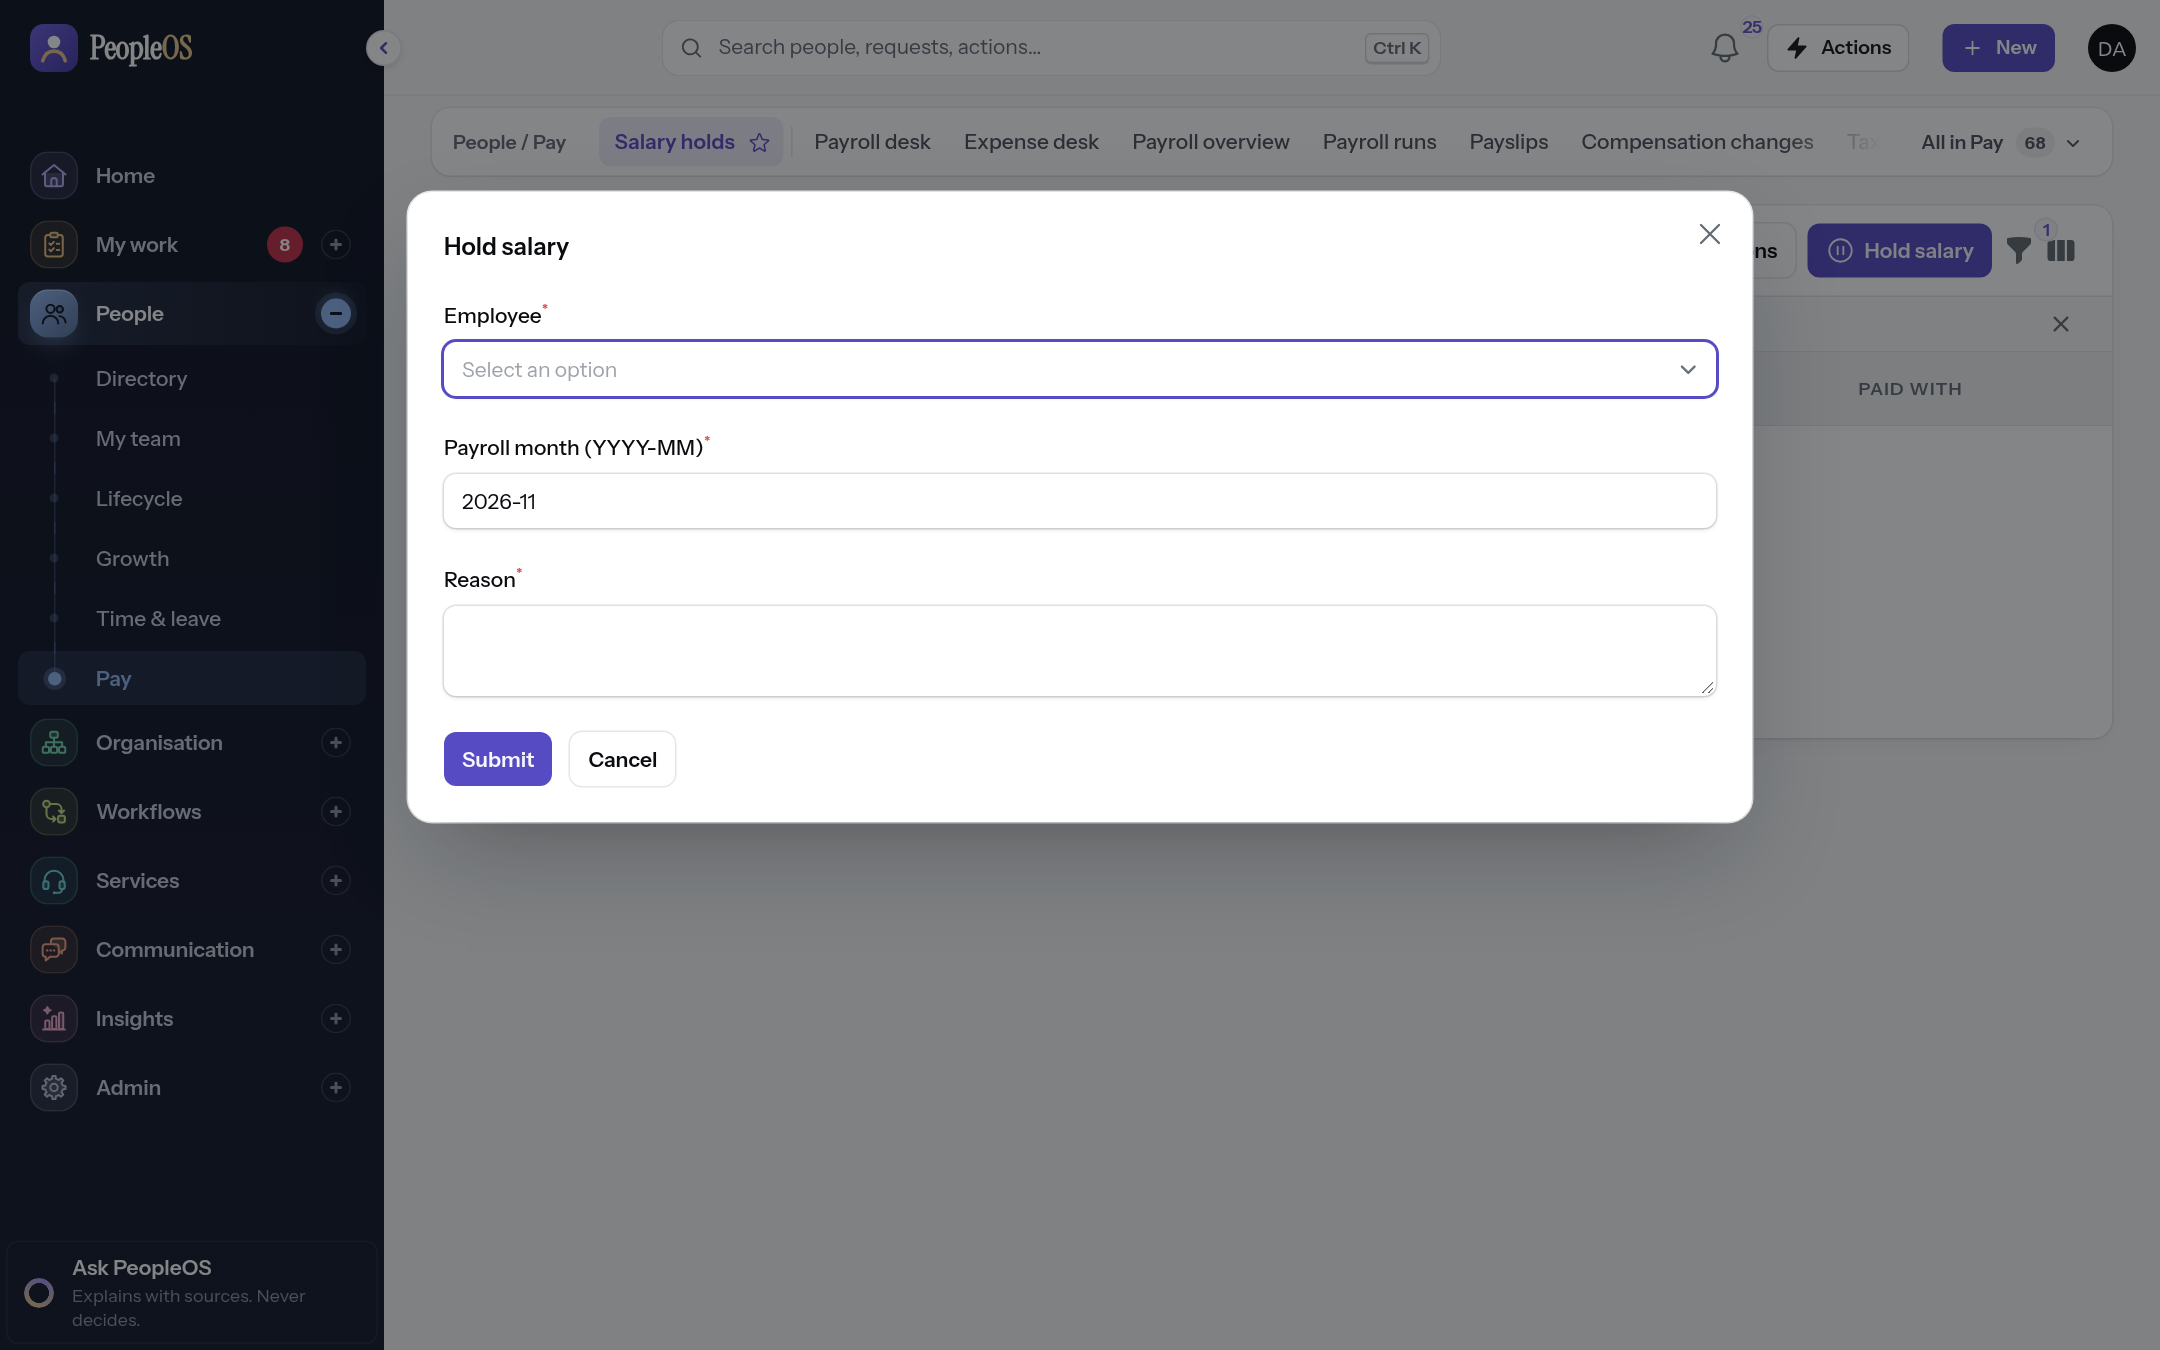 PeopleOS
Search people, requests, actions...
Ctrl K
25
Actions
New
DA
Home
My work
8
People
Directory
My team
Lifecycle
Growth
Time & leave
Pay
Organisation
Workflows
Services
Communication
Insights
Admin
Ask PeopleOS
Explains with sources. Never
decides.
People / Pay
Salary holds
Payroll desk
Expense desk
Payroll overview
Payroll runs
Payslips
Compensation changes
Tax
All in Pay
68
ns
Hold salary
1
PAID WITH
Hold salary
Employee*
Select an option
Payroll month (YYYY-MM)*
2026-11
Reason*
Submit
Cancel